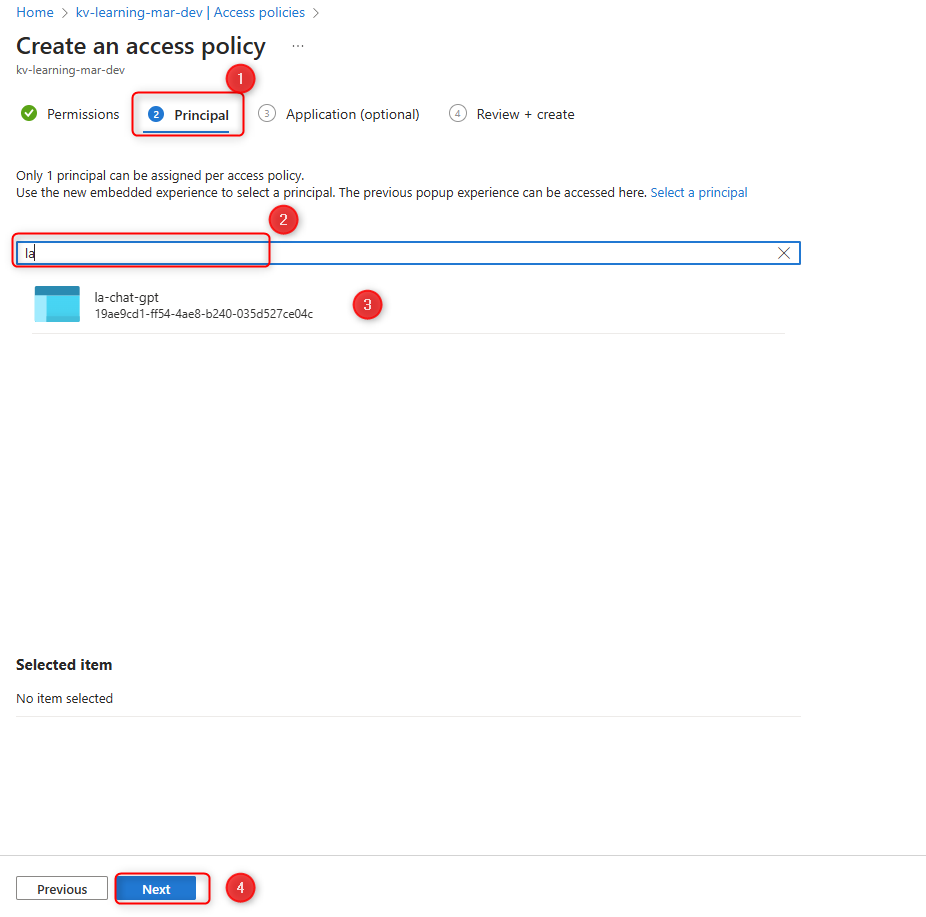 Home > kv-learning-mar-dev | Access policies >
Create an access policy ...
kv-learning-mar-dev
1
Permissions 2 Principal 3 Application (optional) 4 Review + create
Only 1 principal can be assigned per access policy.
Use the new embedded experience to select a principal. The previous popup experience can be accessed here. Select a principal
2
la
la-chat-gpt
19ae9cd1-ff54-4ae8-b240-035d527ce04c
3
Selected item
No item selected
Previous Next 4